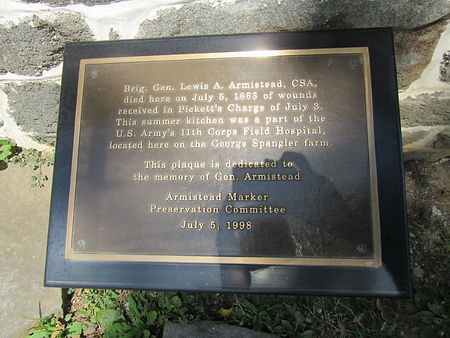 Brig. Gen. Lewis A. Armistead, CSA,
died here on July 5, 1863 of wounds
received in Pickett's Charge of July 3.
This summer kitchen was a part of the
U.S. Army's 11th Corps Field Hospital,
located here on the George Spangler farm.
This plaque is dedicated to
the memory of Gen. Armistead.
Armistead Marker
Preservation Committee
July 5, 1998